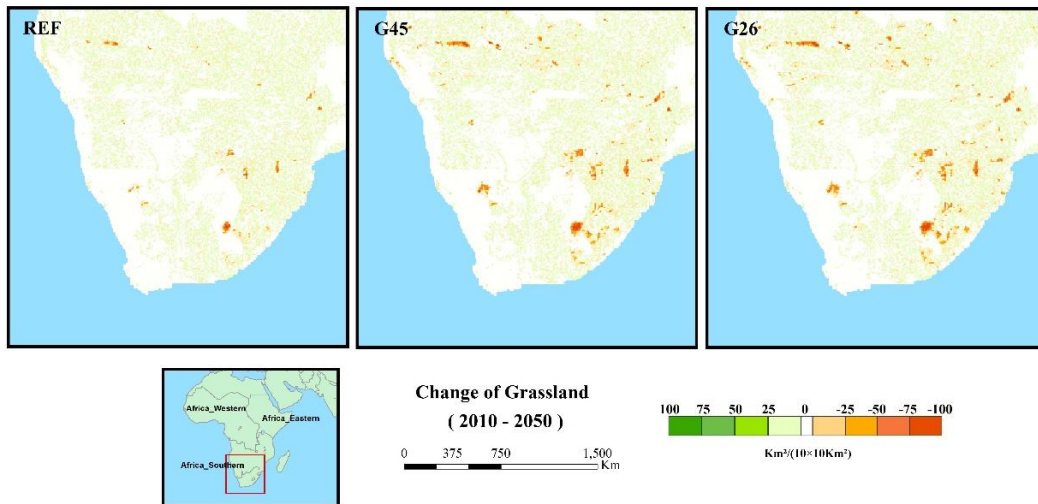 REF
G45
G26
Africa_Western
Africa_Eastern
Africa_Southern
Change of Grassland
( 2010 - 2050 )
0 375 750 1,500
Km
100 75 50 25 0 -25 -50 -75 -100
Km³/(10×10Km²)